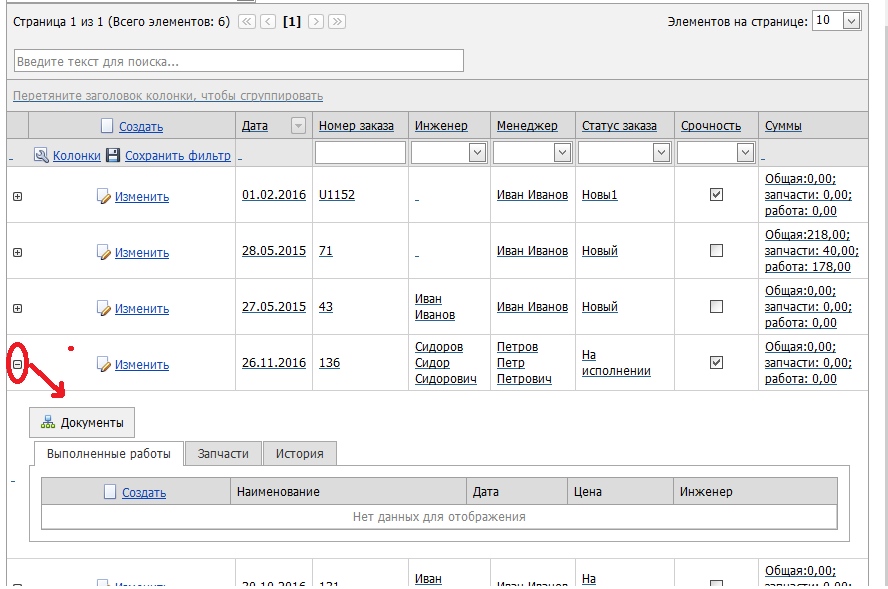 Страница 1 из 1 (Всего элементов: 6) [1] Элементов на странице: 10
Введите текст для поиска...
Перетяните заголовок колонки, чтобы сгруппировать
Создать Дата Номер заказа Инженер Менеджер Статус заказа Срочность Суммы
Колонки Сохранить фильтр
Изменить 01.02.2016 U1152 Иван Иванов Новы1 Общая:0,00;
запчасти: 0,00;
работа: 0,00
Изменить 28.05.2015 71 Иван Иванов Новый Общая:218,00;
запчасти: 40,00;
работа: 178,00
Изменить 27.05.2015 43 Иван Иван Иванов Новый Общая:0,00;
Иванов запчасти: 0,00;
работа: 0,00
Сидоров Петров Общая:0,00;
Изменить 26.11.2016 136 Сидор Петр На запчасти: 0,00;
Сидорович Петрович исполнении работа: 0,00
Документы
Выполненные работы Запчасти История
Создать Наименование Дата Цена Инженер
Нет данных для отображения
Иван На Общая:0,00;
Изменить 20.10.2016 131 Иван Иванов запчасти: 0,00;